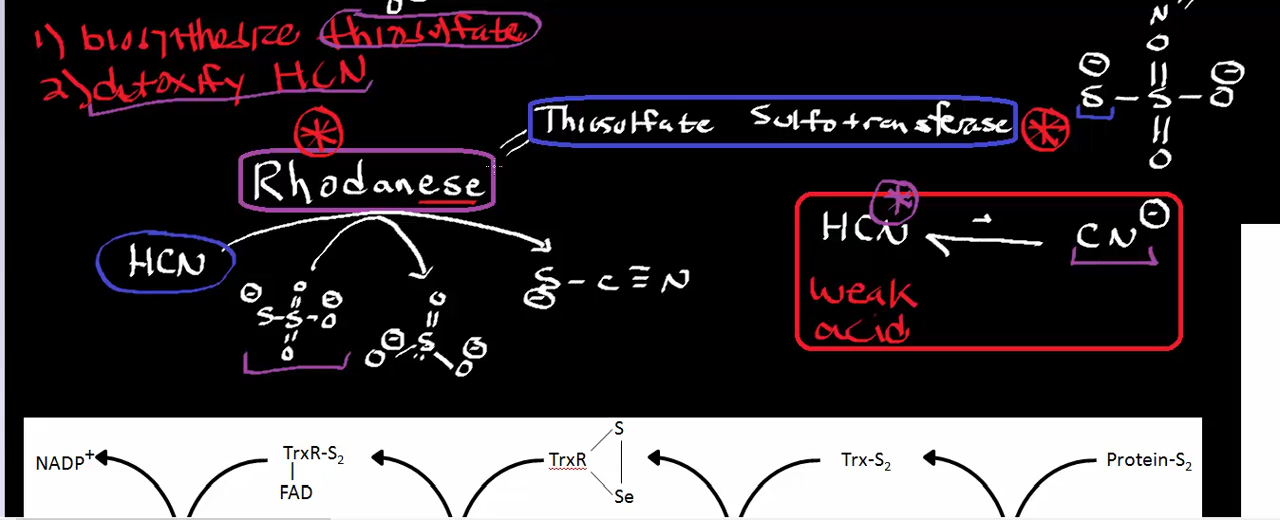 1) biosynthesize thiosulfate
2) detoxify HCN
N
O
S - S - O
O
Thiosulfate Sulfotransferase
Rhodanese
HCN
S - C ≡ N
O
S - S - O
O
O
S
O O
HCN CN⊖
weak
acid
NADP+ TrxR-S2 TrxR S Trx-S2 Protein-S2
FAD Se